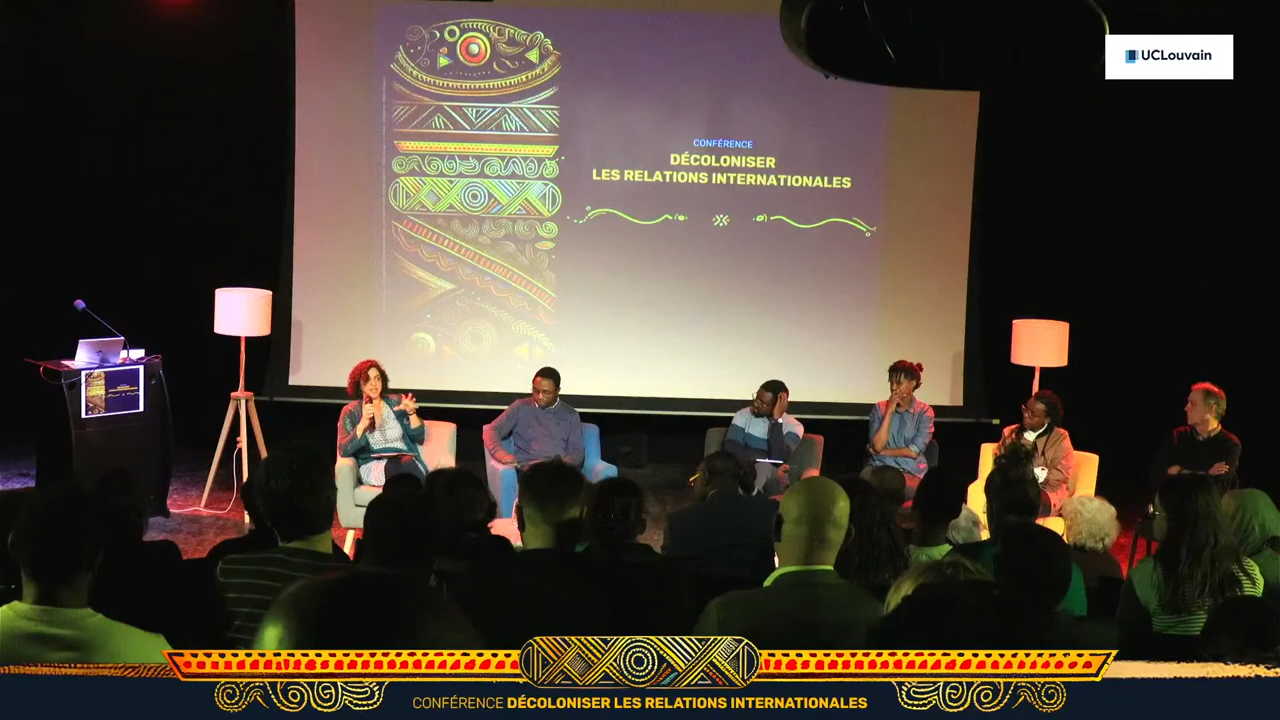 UCLouvain
CONFÉRENCE
DÉCOLONISER
LES RELATIONS INTERNATIONALES
CONFÉRENCE DÉCOLONISER LES RELATIONS INTERNATIONALES